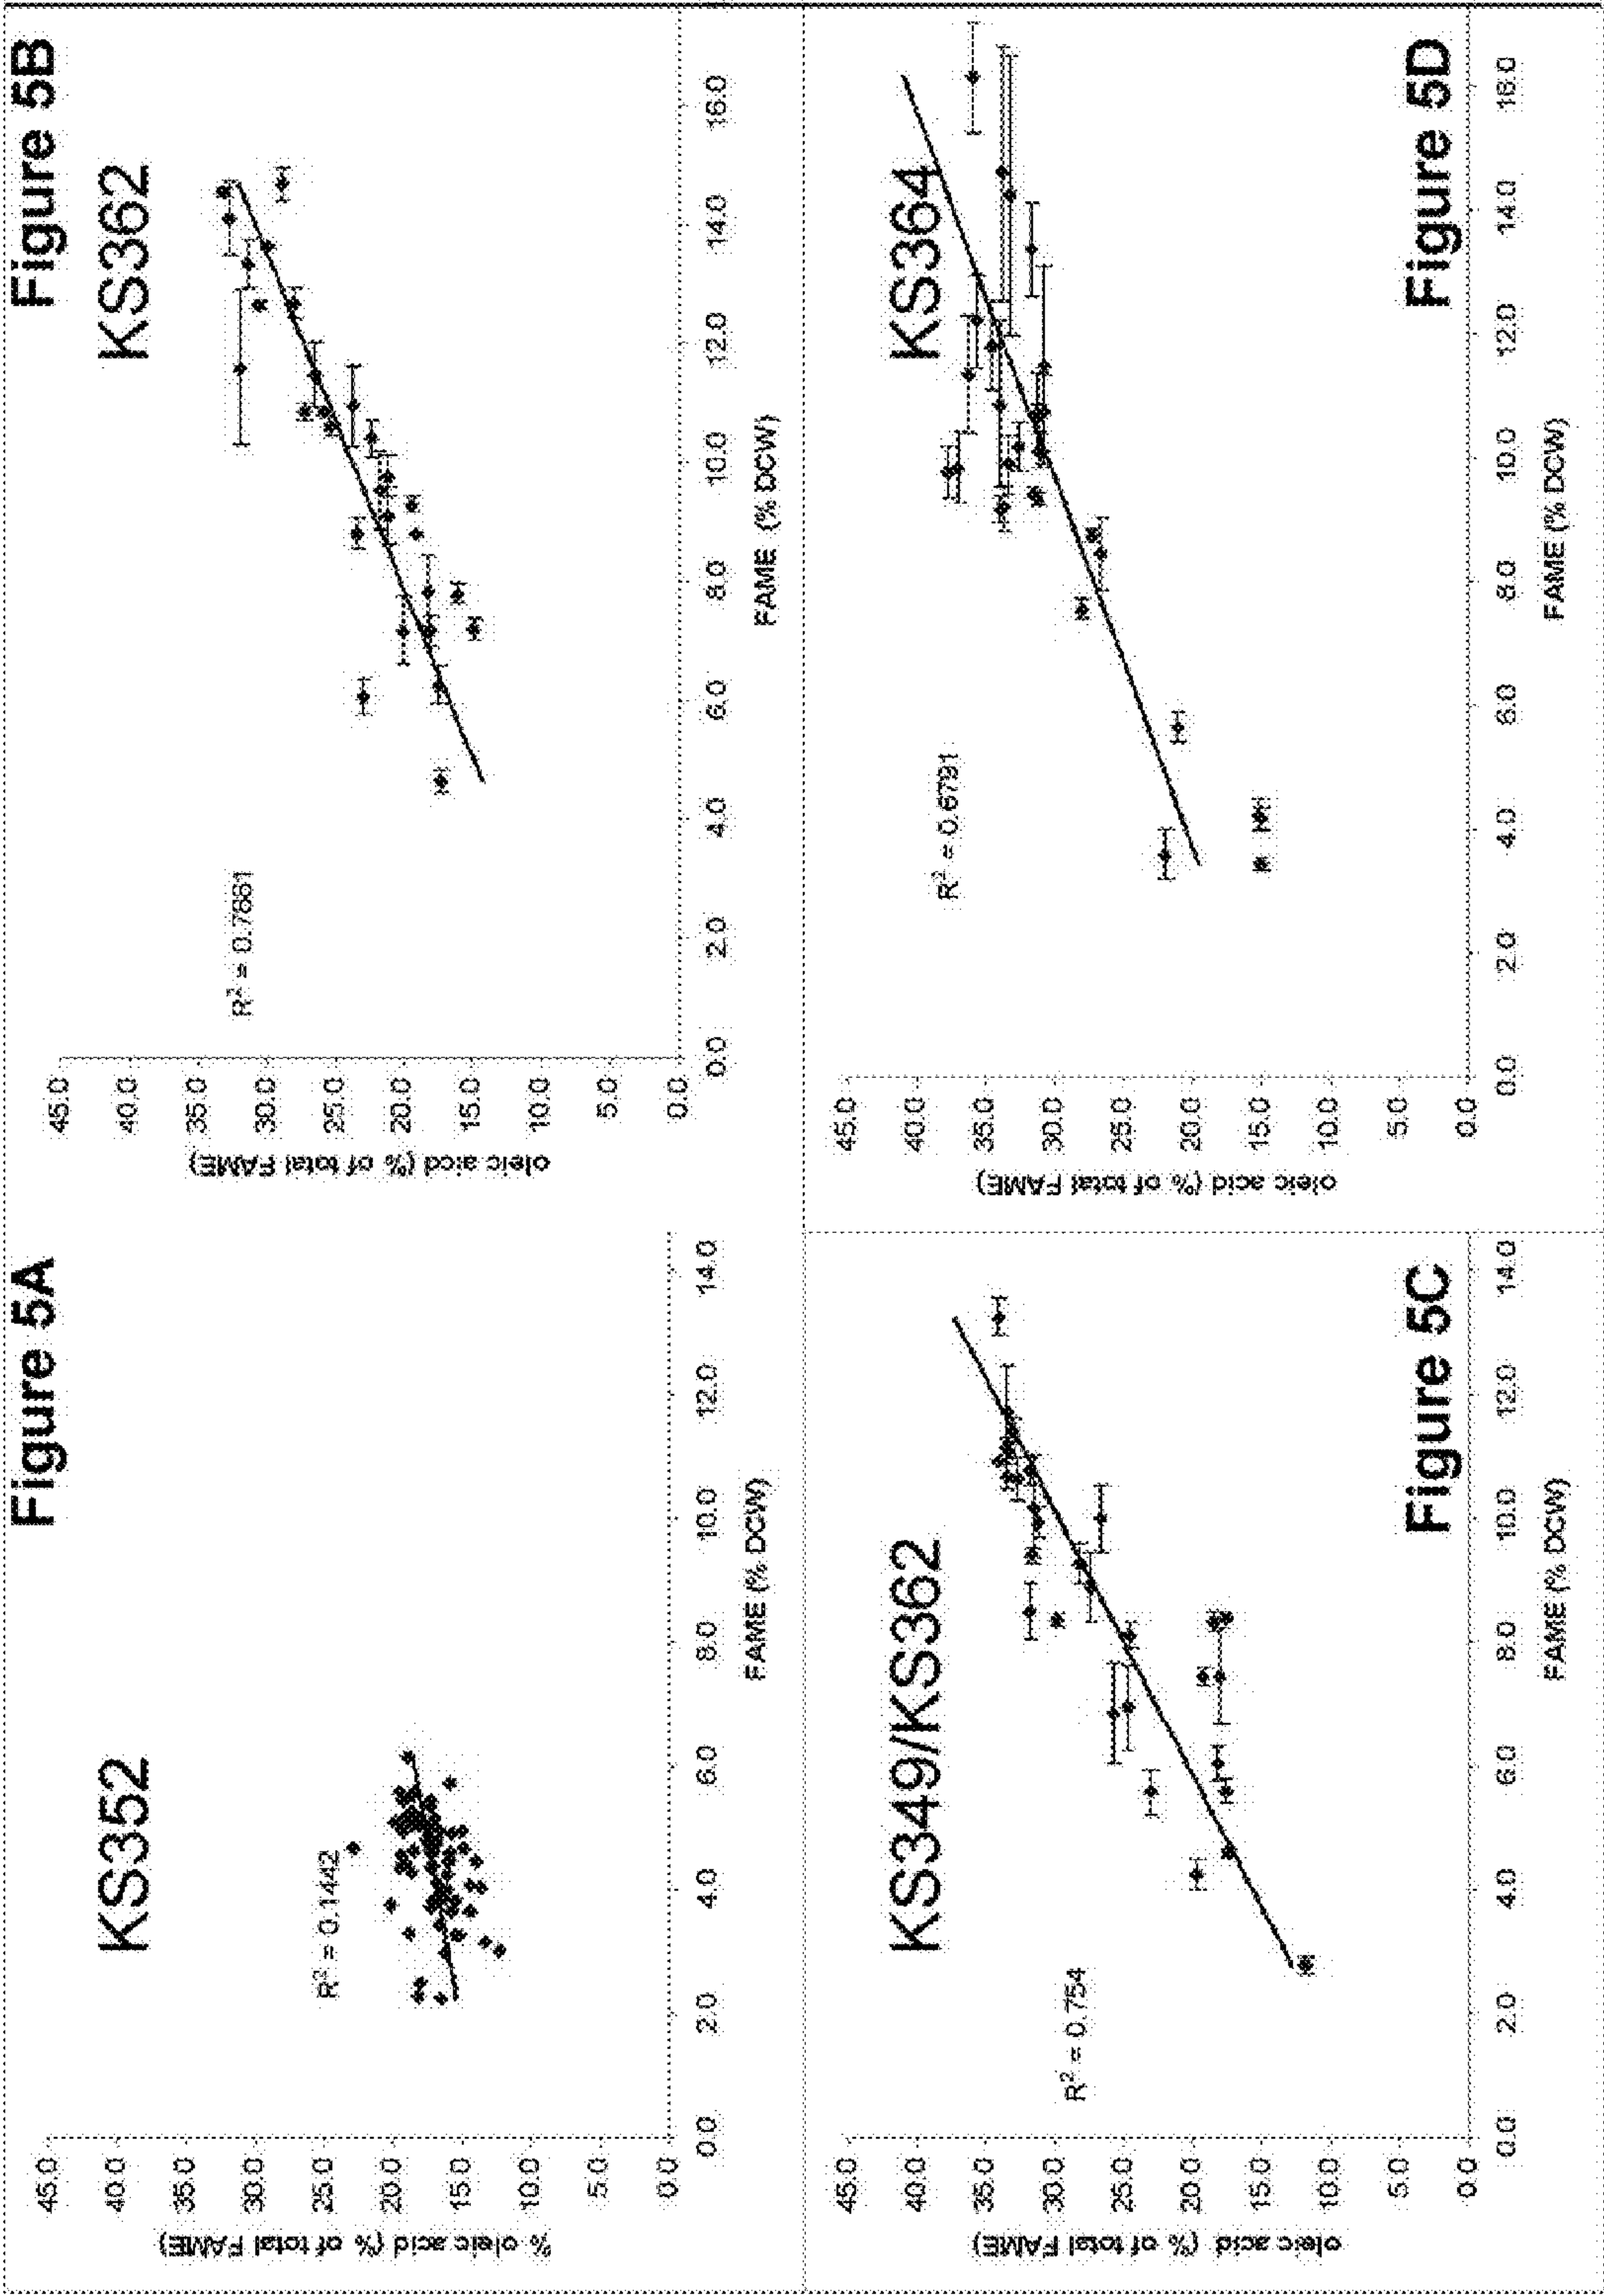 Figure 5A
KS352
R² = 0.1442
% oleic acid (% of total FAME)
45.0
40.0
35.0
30.0
25.0
20.0
15.0
10.0
5.0
0.0
0.0 2.0 4.0 6.0 8.0 10.0 12.0 14.0
FAME (% DCW)
Figure 5B
KS362
R² =
oleic aicd (% of total FAME)
45.0
40.0
35.0
30.0
25.0
20.0
15.0
10.0
5.0
0.0
0.0 2.0 4.0 6.0 8.0 10.0 12.0 14.0 16.0
FAME (% DCW)
KS349/KS362
R² = 0.754
oleic acid (% of total FAME)
45.0
40.0
35.0
30.0
25.0
20.0
15.0
10.0
5.0
0.0
0.0 2.0 4.0 6.0 8.0 10.0 12.0 14.0
FAME (% DCW)
Figure 5C
KS364
R² = 0.6791
oleic acid (% of total FAME)
45.0
40.0
35.0
30.0
25.0
20.0
15.0
10.0
5.0
0.0
0.0 2.0 4.0 6.0 8.0 10.0 12.0 14.0 16.0
FAME (% DCW)
Figure 5D